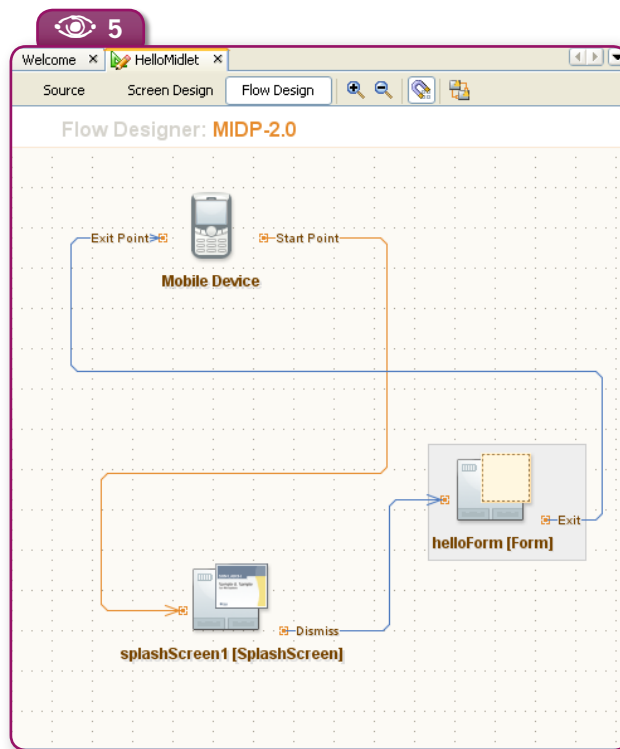 5
Welcome HelloMidlet
Source Screen Design Flow Design
Flow Designer: MIDP-2.0
Exit Point Start Point
Mobile Device
Exit
helloForm [Form]
Dismiss
splashScreen1 [SplashScreen]